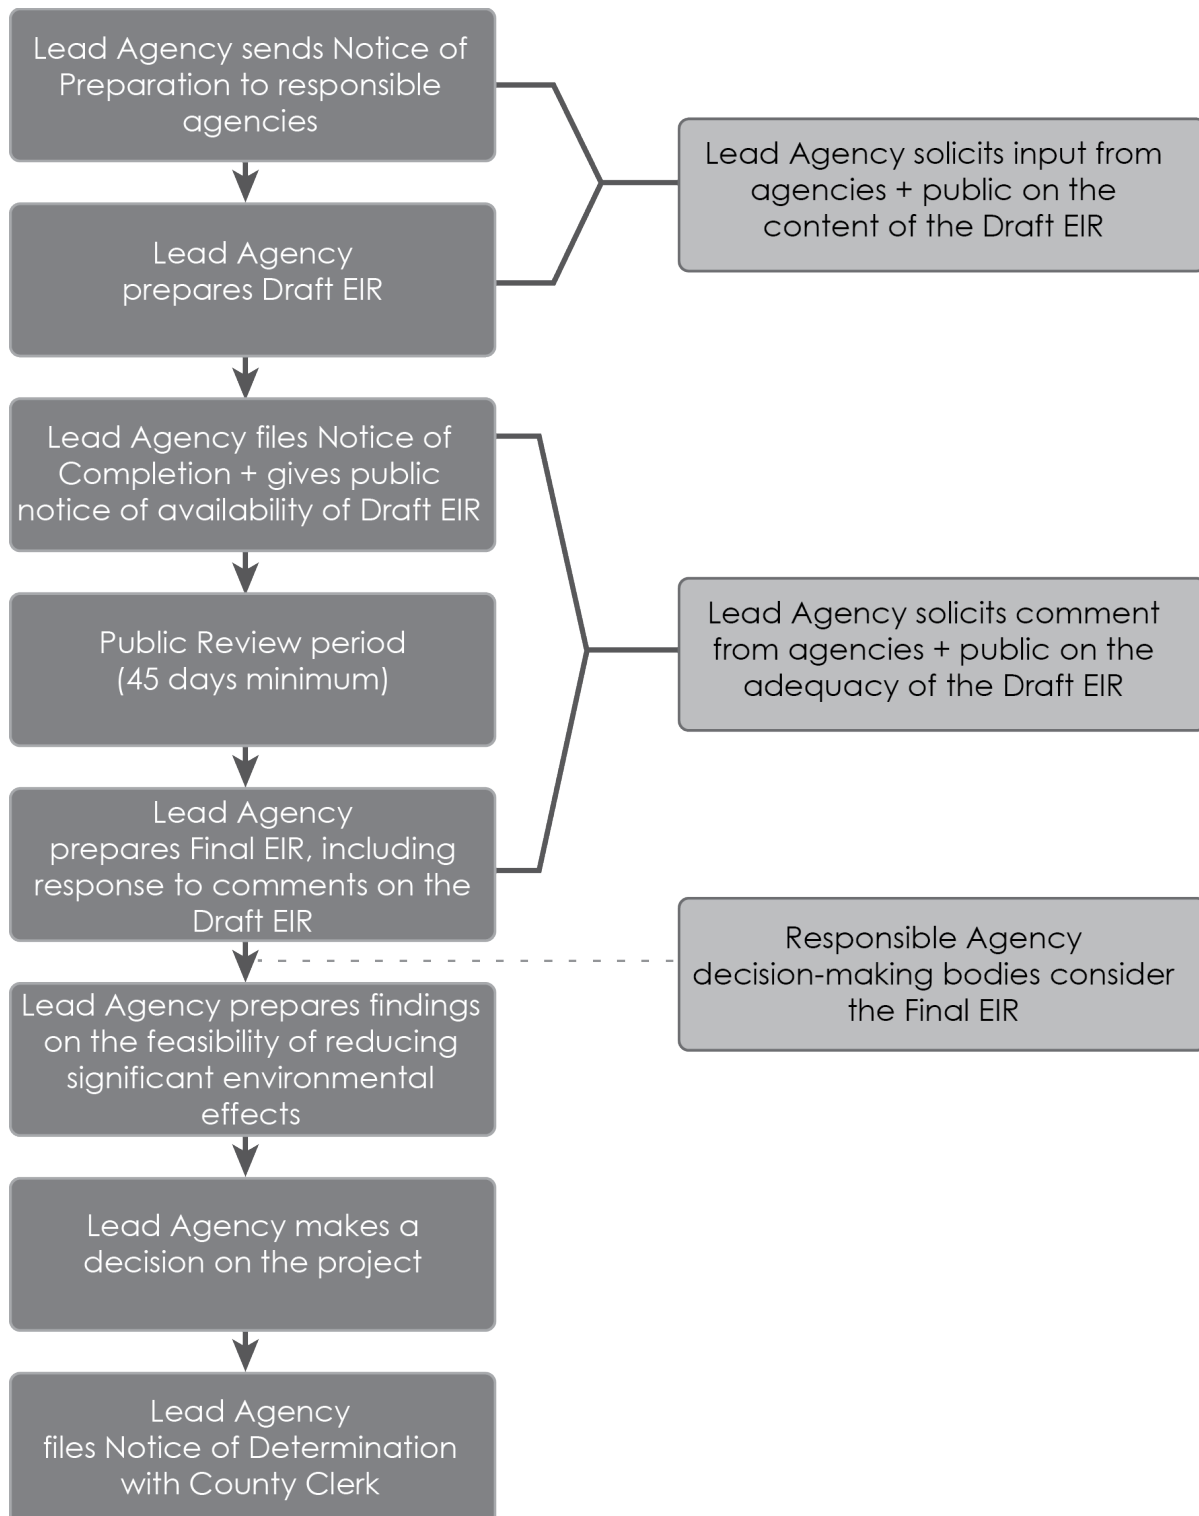 Lead Agency sends Notice of
Preparation to responsible
agencies
Lead Agency solicits input from
agencies + public on the
content of the Draft EIR
Lead Agency
prepares Draft EIR
Lead Agency files Notice of
Completion + gives public
notice of availability of Draft EIR
Public Review period
(45 days minimum)
Lead Agency solicits comment
from agencies + public on the
adequacy of the Draft EIR
Lead Agency
prepares Final EIR, including
response to comments on the
Draft EIR
Responsible Agency
decision-making bodies consider
the Final EIR
Lead Agency prepares findings
on the feasibility of reducing
significant environmental
effects
Lead Agency makes a
decision on the project
Lead Agency
files Notice of Determination
with County Clerk